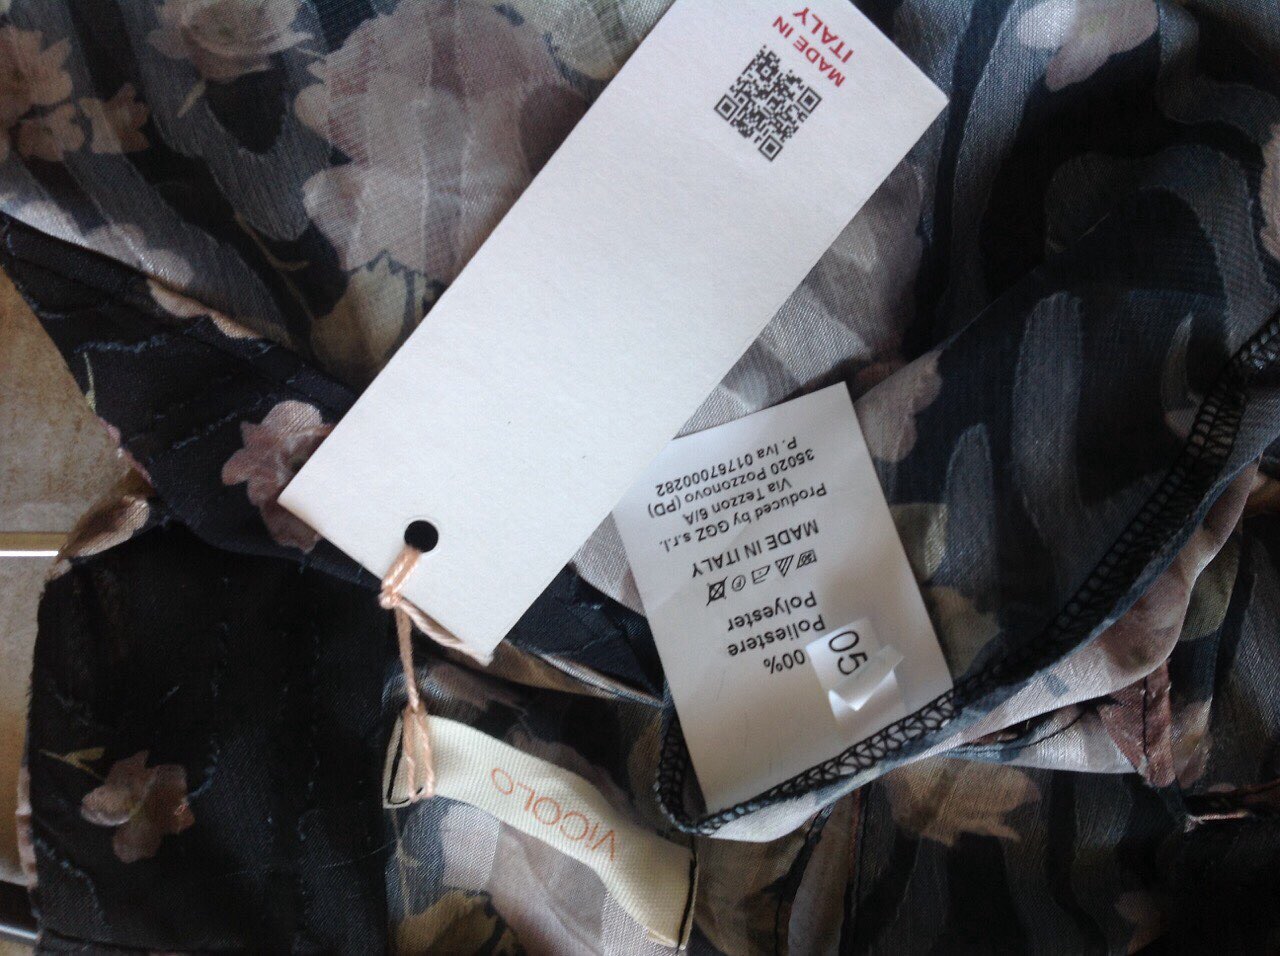 MADE IN
ITALY
00%
Poliestere
Polyester
MADE IN ITALY
Produced by GGZ s.r.l.
Via Tezzon 6/A
35020 Pozzonovo (PD)
P. Iva 01767000282
05
ViCOLO